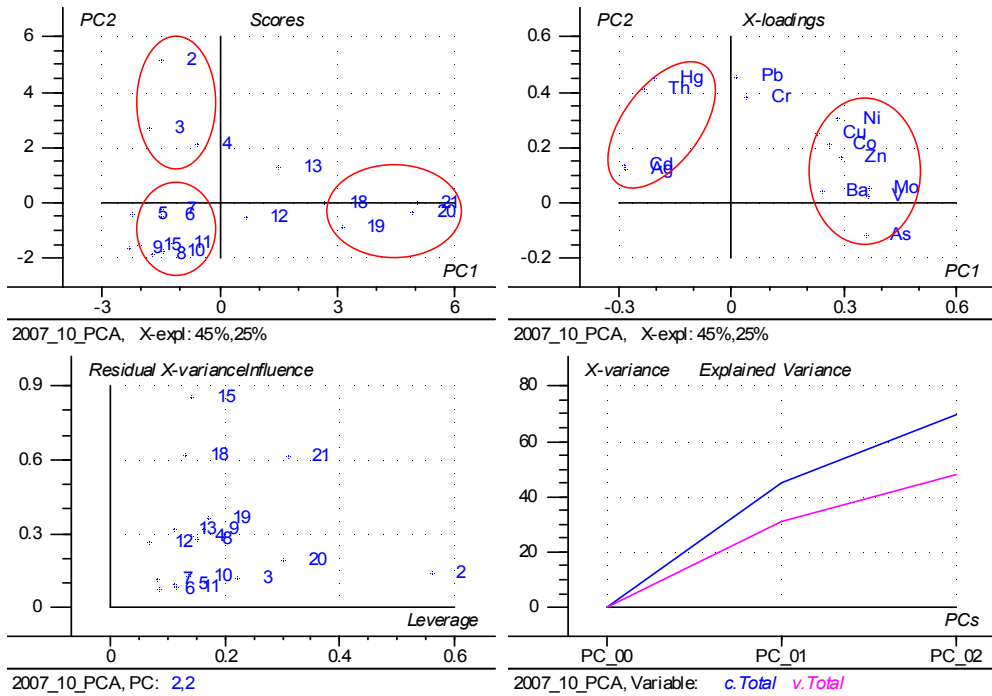 PC2 Scores
6
4
2
0
-2
2
3
4
13
5 7 6
15 11
9 8 10
12
18
19
21
20
PC1
-3 0 3 6
2007_10_PCA, X-expl: 45%,25%
PC2 X-loadings
0.6
0.4
0.2
0
-0.2
Hg
Th
Pb
Cr
Cd
Ag
Ni
Cu
Co
Zn
Ba
Mo
V
As
PC1
-0.3 0 0.3 0.6
2007_10_PCA, X-expl: 45%,25%
Residual X-varianceInfluence
0.9
0.6
0.3
0
15
18
21
19
13 4 9
12 8
20
7 5 10 3
6 11
2
Leverage
0 0.2 0.4 0.6
2007_10_PCA, PC: 2,2
X-variance Explained Variance
80
60
40
20
0
PCs
PC_00 PC_01 PC_02
2007_10_PCA, Variable: c.Total v.Total